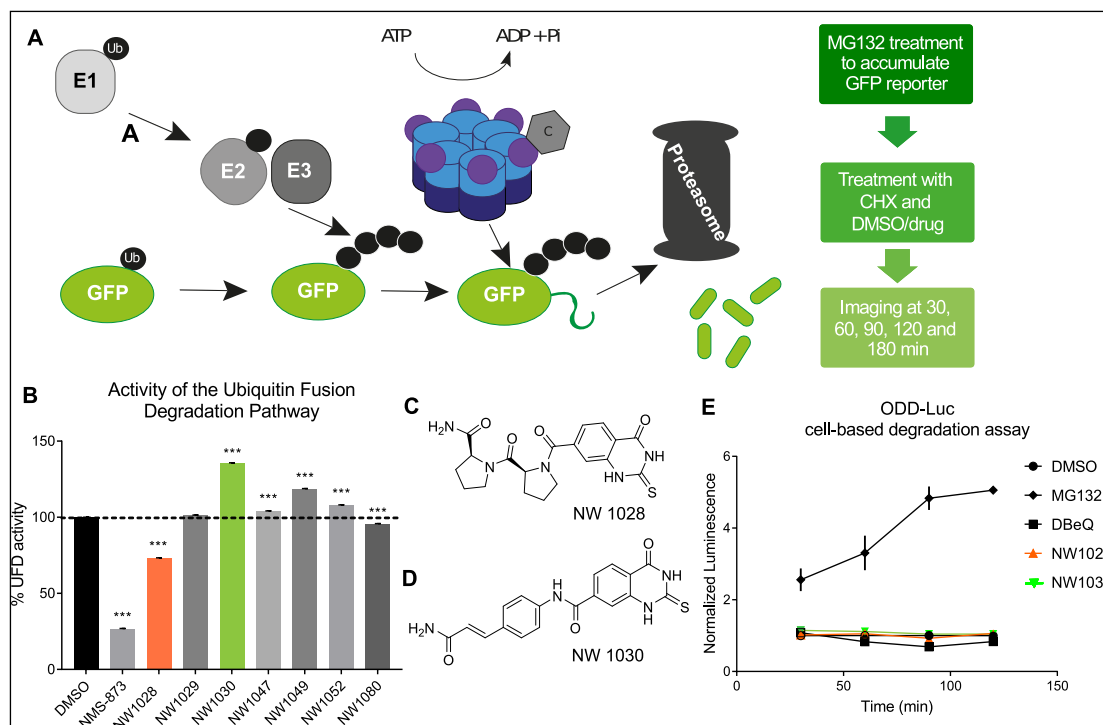 A
Ub
E1
ATP
ADP + Pi
A
E2
E3
C
Proteasome
Ub
GFP
GFP
GFP
MG132 treatment
to accumulate
GFP reporter
Treatment with
CHX and
DMSO/drug
Imaging at 30,
60, 90, 120 and
180 min
B
Activity of the Ubiquitin Fusion
Degradation Pathway
% UFD activity
150
100
50
0
***
***
***
***
***
***
***
DMSO
NMS-873
NW1028
NW1029
NW1030
NW1047
NW1049
NW1052
NW1080
C
H₂N
O
O
O
O
N
N
NH
N
H
S
NW 1028
D
O
H
N
NH
N
H
S
O
H₂N
O
NW 1030
E
ODD-Luc
cell-based degradation assay
Normalized Luminescence
6
4
2
0
0
50
100
150
Time (min)
DMSO
MG132
DBeQ
NW102
NW103